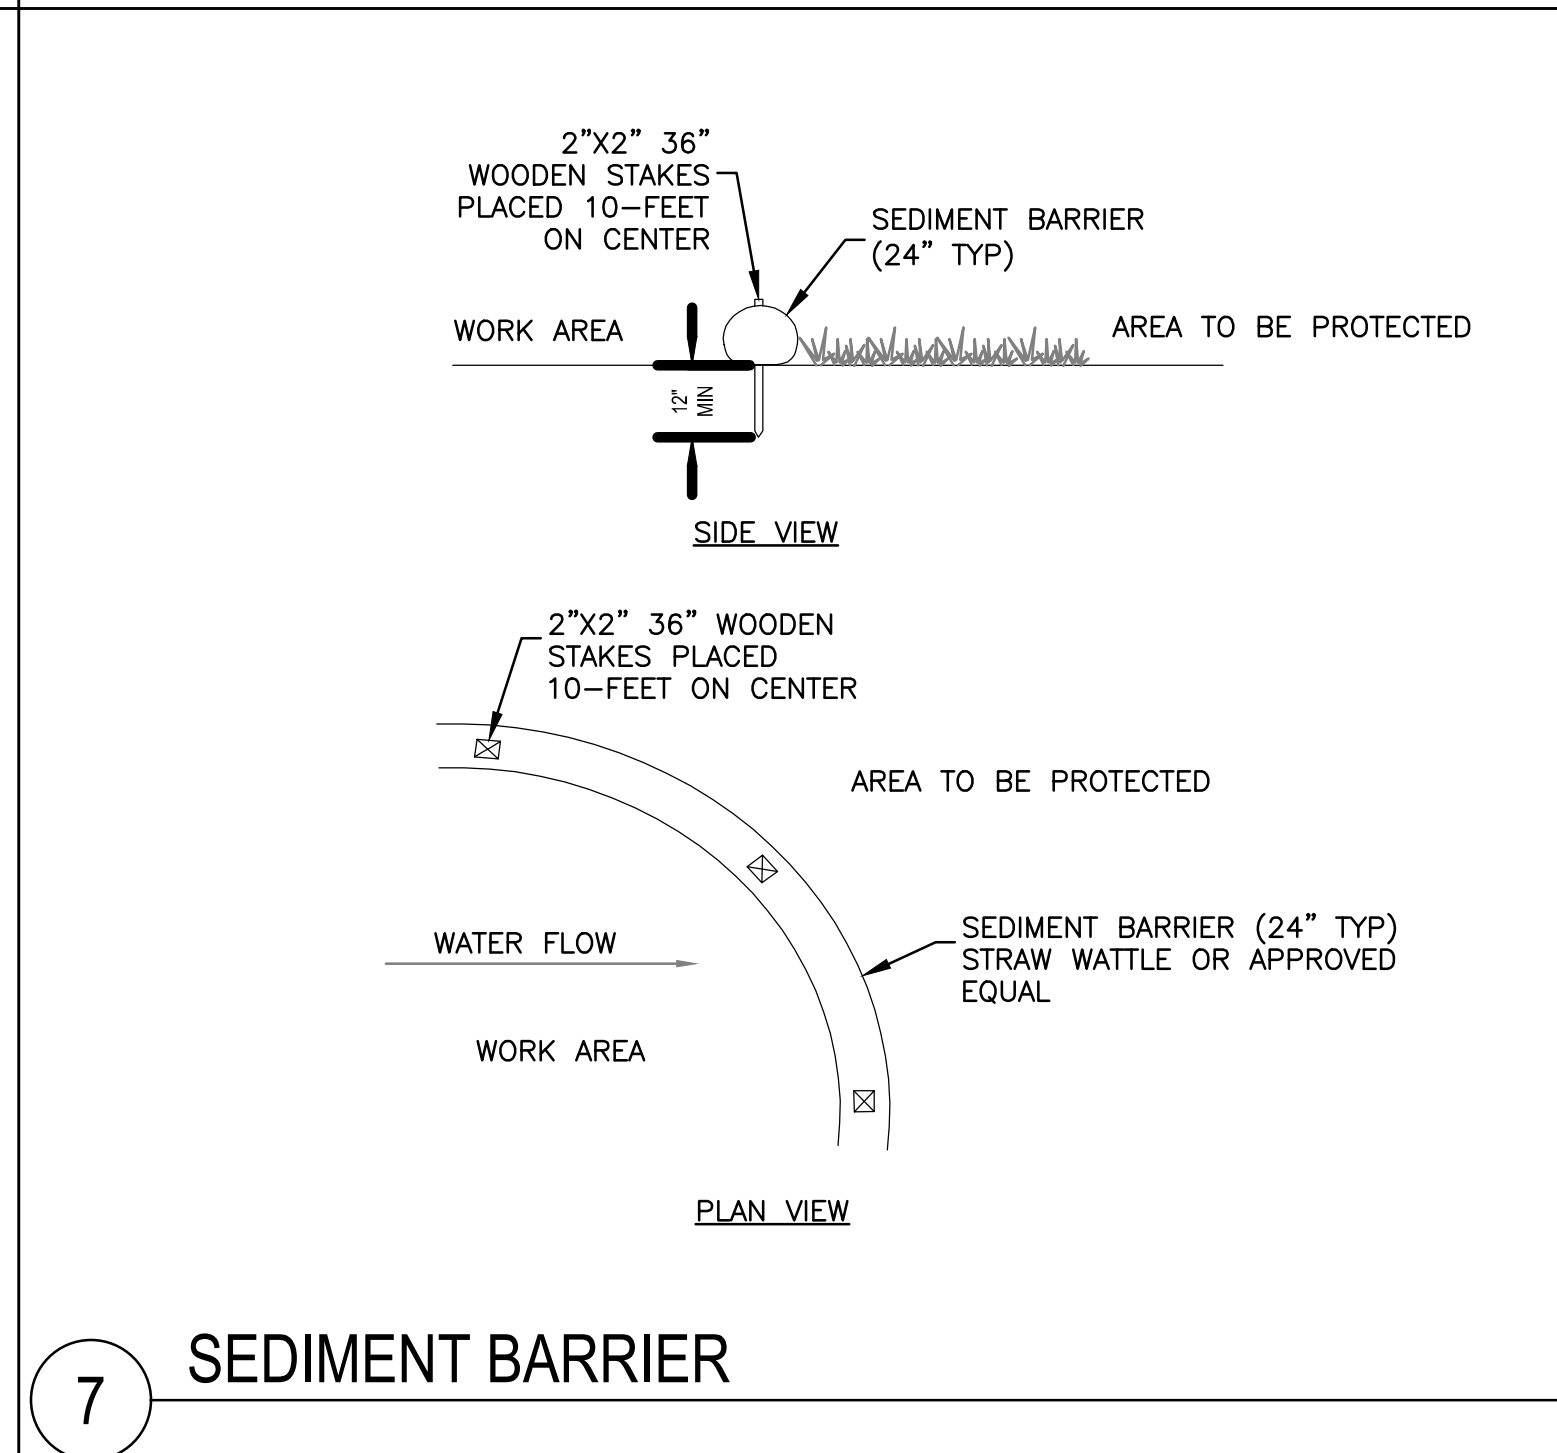 2”X2” 36”
WOODEN STAKES
PLACED 10–FEET
ON CENTER
SEDIMENT BARRIER
(24” TYP)
WORK AREA
AREA TO BE PROTECTED
12"
MIN
SIDE VIEW
2”X2” 36” WOODEN
STAKES PLACED
10–FEET ON CENTER
AREA TO BE PROTECTED
SEDIMENT BARRIER (24” TYP)
STRAW WATTLE OR APPROVED
EQUAL
WATER FLOW
WORK AREA
PLAN VIEW
7
SEDIMENT BARRIER